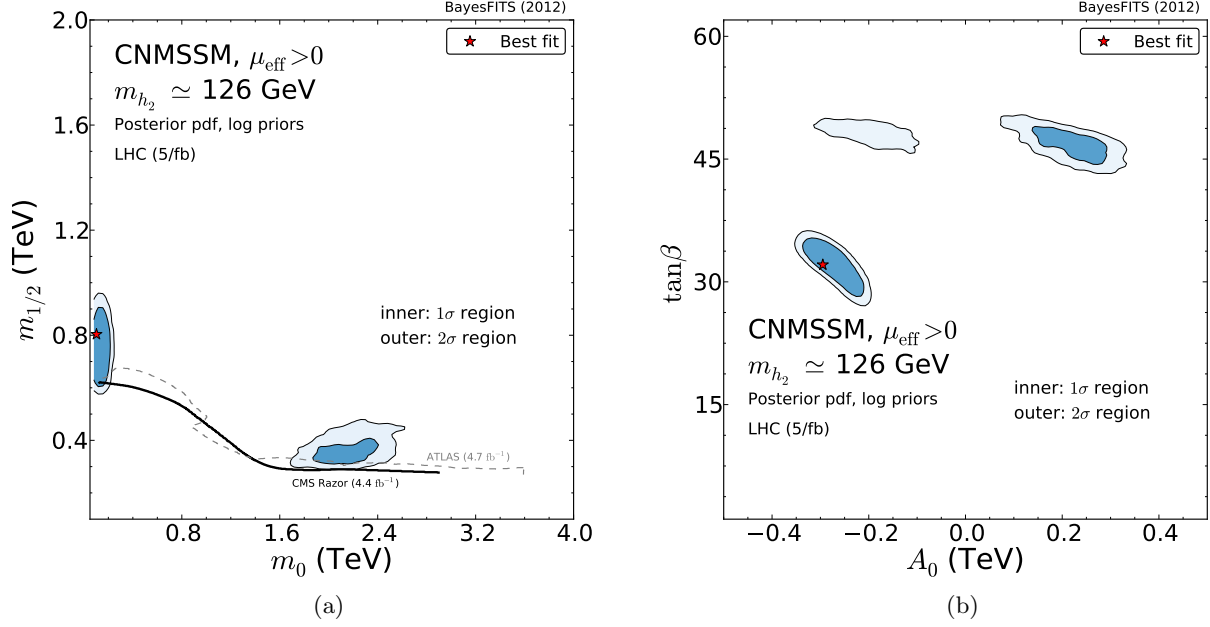 BayesFITS (2012)
2.0
1.6
1.2
0.8
0.4
m₁/₂ (TeV)
Best fit
CNMSSM, μ_eff >0
m_h₂ ≃ 126 GeV
Posterior pdf, log priors
LHC (5/fb)
inner: 1σ region
outer: 2σ region
ATLAS (4.7 fb⁻¹)
CMS Razor (4.4 fb⁻¹)
0.8 1.6 2.4 3.2 4.0
m₀ (TeV)
(a)
BayesFITS (2012)
60
45
30
15
tanβ
Best fit
CNMSSM, μ_eff >0
m_h₂ ≃ 126 GeV
Posterior pdf, log priors
LHC (5/fb)
inner: 1σ region
outer: 2σ region
−0.4 −0.2 0.0 0.2 0.4
A₀ (TeV)
(b)